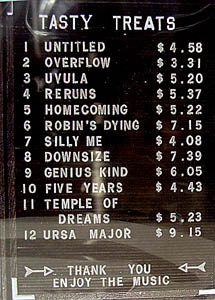 TASTY TREATS
1 UNTITLED $4.58
2 OVERFLOW $3.31
3 UVULA $5.20
4 RERUNS $5.37
5 HOMECOMING $5.22
6 ROBIN'S DYING $7.15
7 SILLY ME $4.08
8 DOWNSIZE $7.39
9 GENIUS KIND $6.05
10 FIVE YEARS $4.43
11 TEMPLE OF
DREAMS $5.23
12 URSA MAJOR $9.15
THANK YOU
ENJOY THE MUSIC